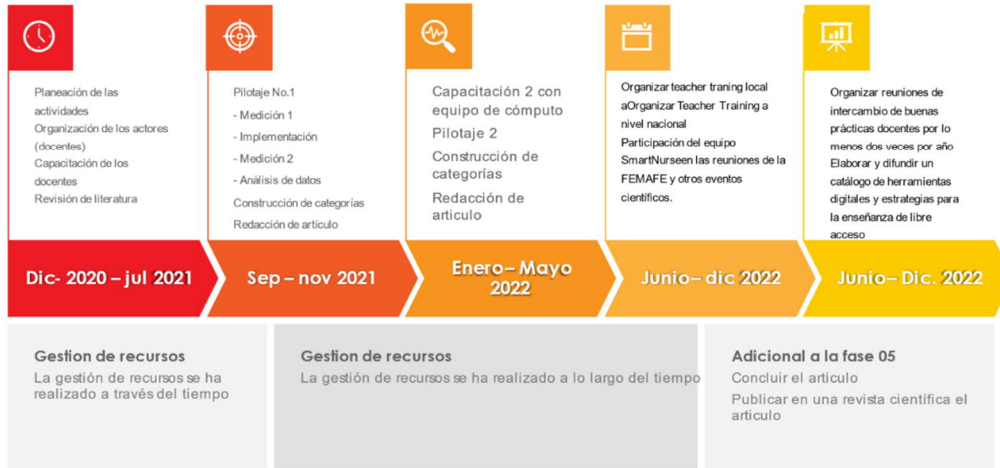 Planeación de las
actividades
Organización de los actores
(docentes)
Capacitación de los
docentes
Revisión de literatura
Pilotaje No.1
- Medición 1
- Implementación
- Medición 2
- Análisis de datos
Construcción de categorías
Redacción de artículo
Capacitación 2 con
equipo de cómputo
Pilotaje 2
Construcción de
categorías
Redacción de
articulo
Organizar teacher traning local
aOrganizar Teacher Training a
nivel nacional
Participación del equipo
SmartNurseen las reuniones de la
FEMAFE y otros eventos
científicos.
Organizar reuniones de
intercambio de buenas
prácticas docentes por lo
menos dos veces por año
Elaborar y difundir un
catálogo de herramientas
digitales y estrategias para
la enseñanza de libre
acceso
Dic- 2020 – jul 2021
Sep – nov 2021
Enero– Mayo
2022
Junio– dic 2022
Junio– Dic. 2022
Gestion de recursos
La gestión de recursos se ha
realizado a través del tiempo
Gestion de recursos
La gestión de recursos se ha realizado a lo largo del tiempo
Adicional a la fase 05
Concluir el articulo
Publicar en una revista científica el
articulo